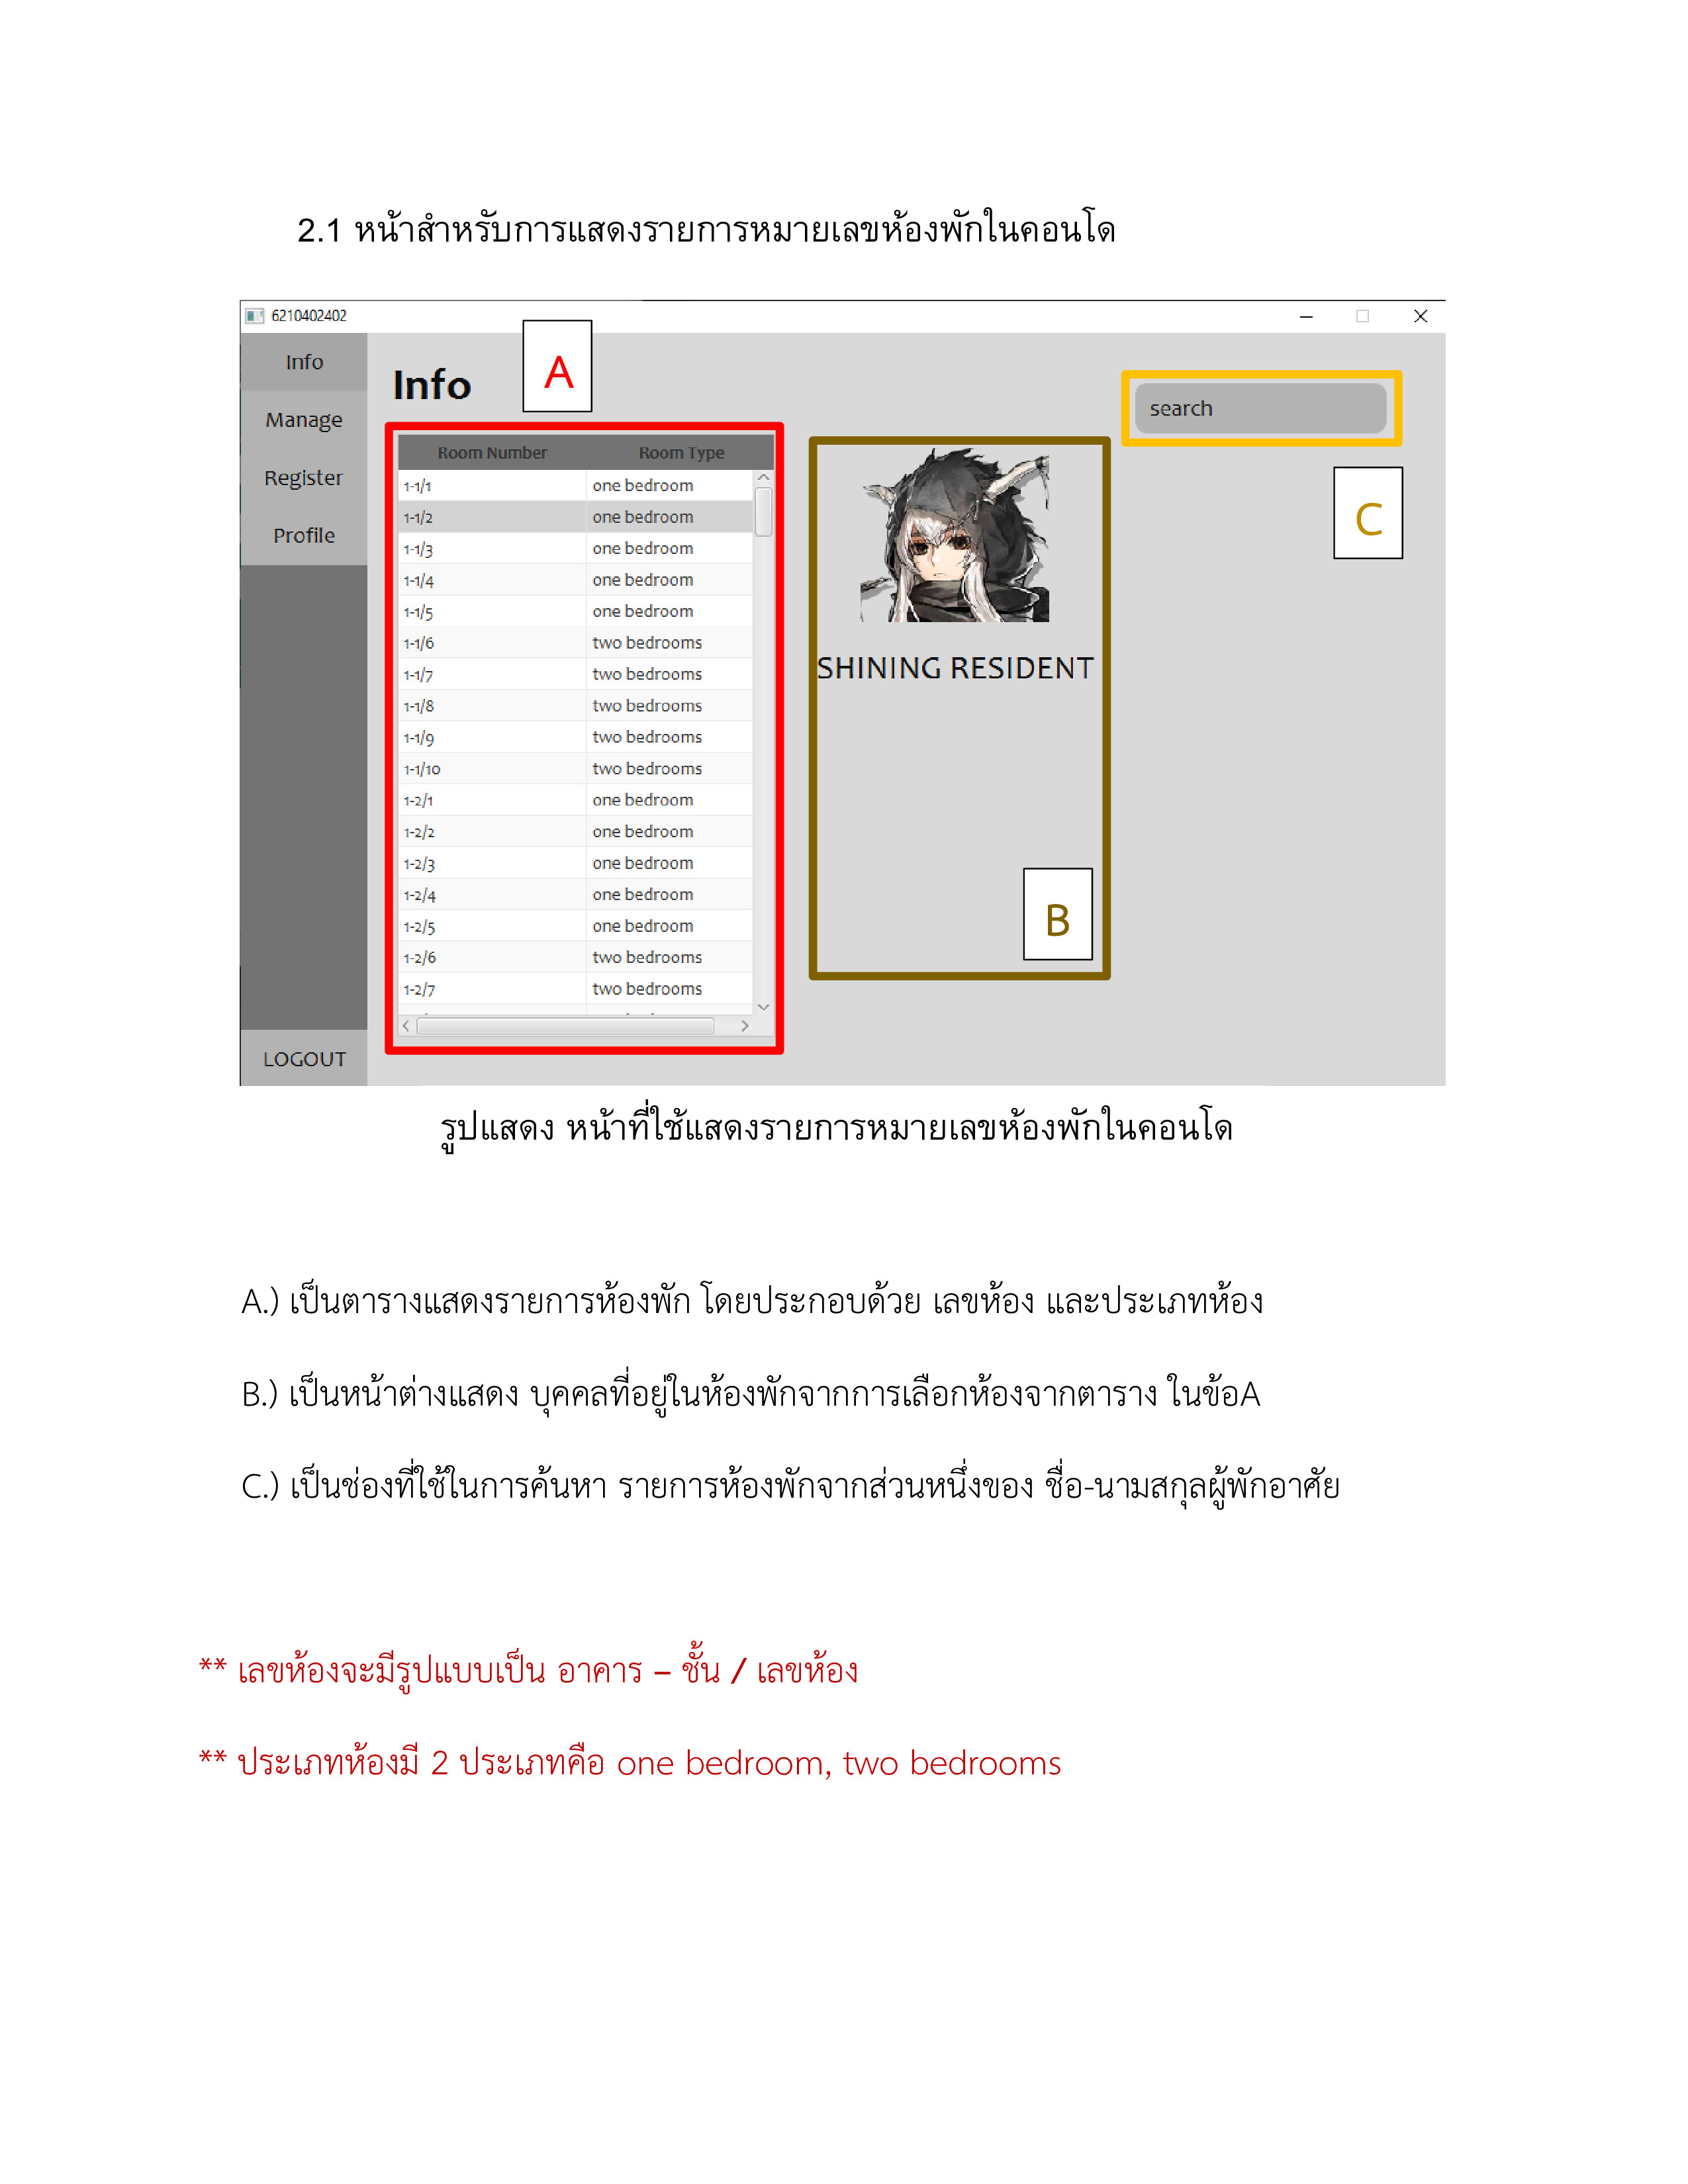 2.1 หน้าสำหรับการแสดงรายการหมายเลขห้องพักในคอนโด
6210402402
Info
Manage
Register
Profile
LOGOUT
Info
A
search
C
Room Number Room Type
1-1/1 one bedroom
1-1/2 one bedroom
1-1/3 one bedroom
1-1/4 one bedroom
1-1/5 one bedroom
1-1/6 two bedrooms
1-1/7 two bedrooms
1-1/8 two bedrooms
1-1/9 two bedrooms
1-1/10 two bedrooms
1-2/1 one bedroom
1-2/2 one bedroom
1-2/3 one bedroom
1-2/4 one bedroom
1-2/5 one bedroom
1-2/6 two bedrooms
1-2/7 two bedrooms
SHINING RESIDENT
B
รูปแสดง หน้าที่ใช้แสดงรายการหมายเลขห้องพักในคอนโด
A.) เป็นตารางแสดงรายการห้องพัก โดยประกอบด้วย เลขห้อง และประเภทห้อง
B.) เป็นหน้าต่างแสดง บุคคลที่อยู่ในห้องพักจากการเลือกห้องจากตาราง ในข้อA
C.) เป็นช่องที่ใช้ในการค้นหา รายการห้องพักจากส่วนหนึ่งของ ชื่อ-นามสกุลผู้พักอาศัย
** เลขห้องจะมีรูปแบบเป็น อาคาร – ชั้น / เลขห้อง
** ประเภทห้องมี 2 ประเภทคือ one bedroom, two bedrooms